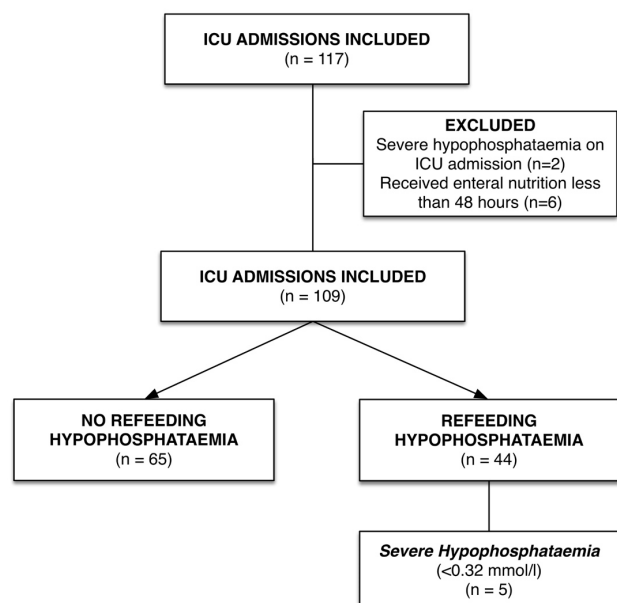 ICU ADMISSIONS INCLUDED
(n = 117)
EXCLUDED
Severe hypophosphataemia on
ICU admission (n=2)
Received enteral nutrition less
than 48 hours (n=6)
ICU ADMISSIONS INCLUDED
(n = 109)
NO REFEEDING
HYPOPHOSPHATAEMIA
(n = 65)
REFEEDING
HYPOPHOSPHATAEMIA
(n = 44)
Severe Hypophosphataemia
(<0.32 mmol/l)
(n = 5)